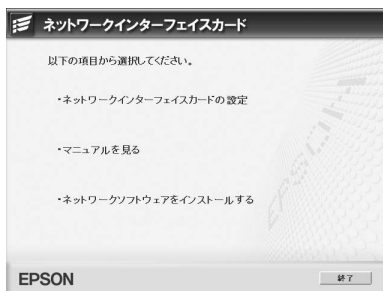 ネットワークインターフェイスカード
以下の項目から選択してください。
・ネットワークインターフェイスカードの設定
・マニュアルを見る
・ネットワークソフトウェアをインストールする
EPSON
EPSON
終了